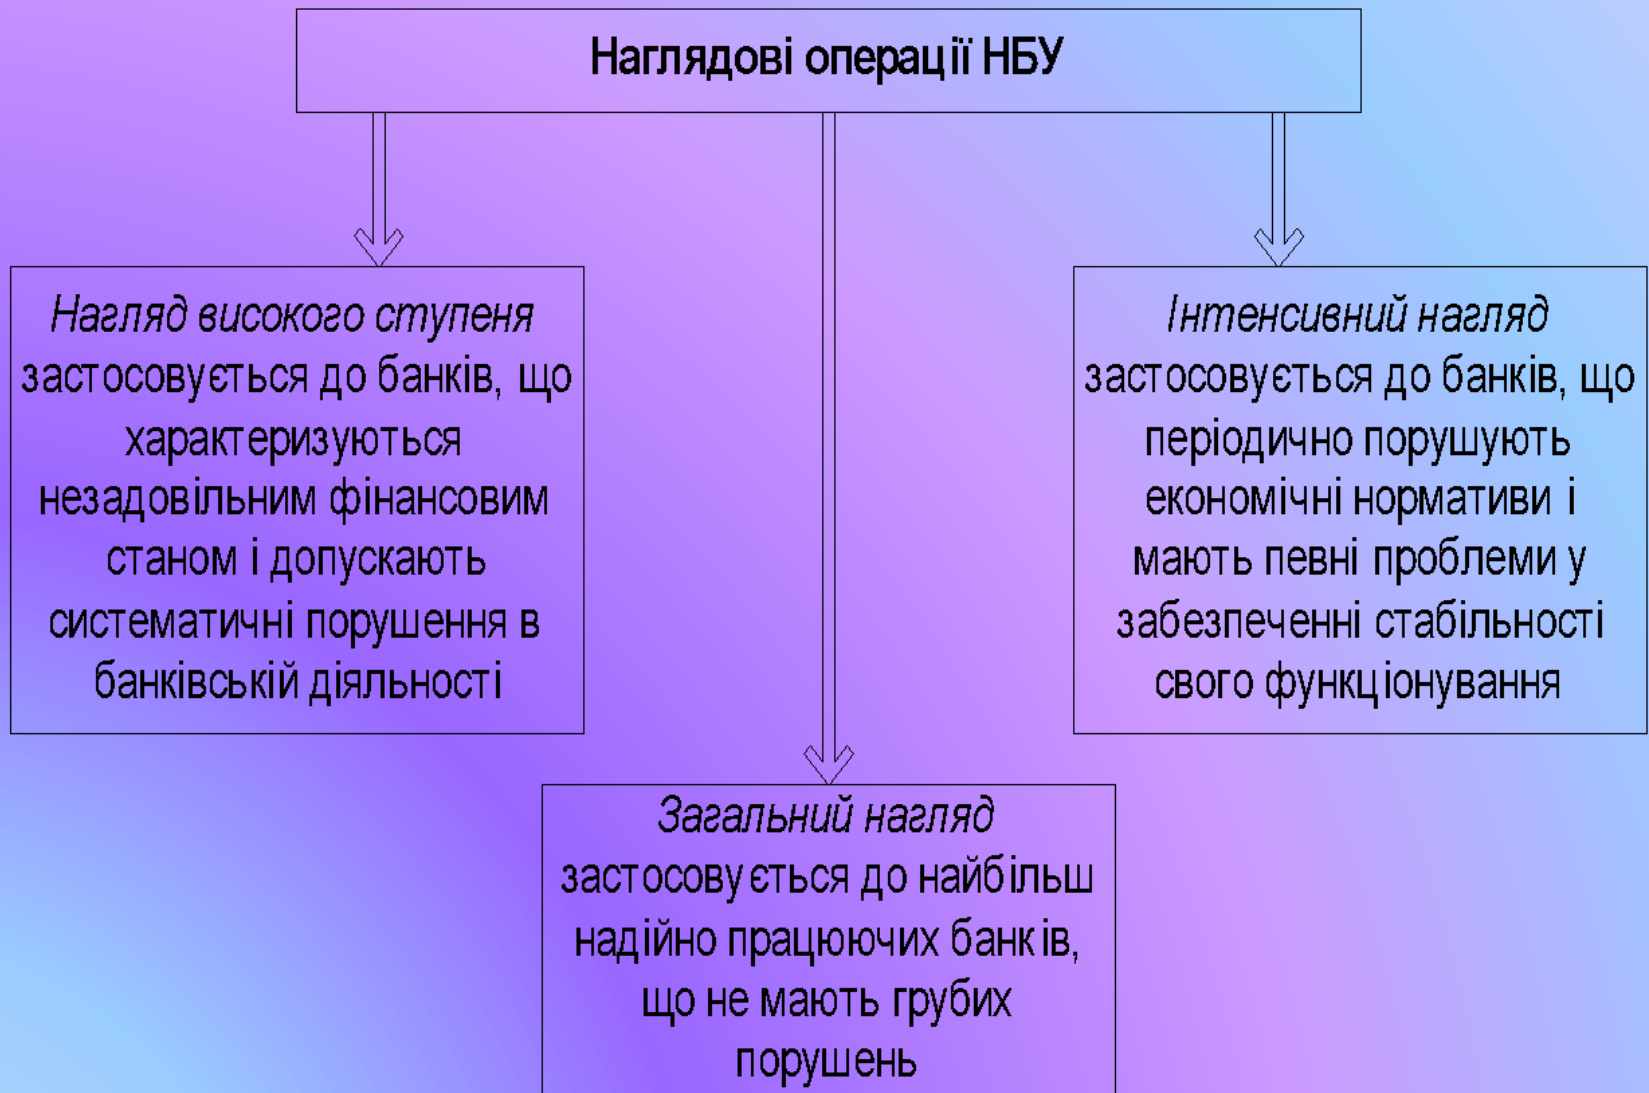 Наглядові операції НБУ
Нагляд високого ступеня
застосовується до банків, що
характеризуються
незадовільним фінансовим
станом і допускають
систематичні порушення в
банківській діяльності
Інтенсивний нагляд
застосовується до банків, що
періодично порушують
економічні нормативи і
мають певні проблеми у
забезпеченні стабільності
свого функціонування
Загальний нагляд
застосовується до найбільш
надійно працюючих банків,
що не мають грубих
порушень